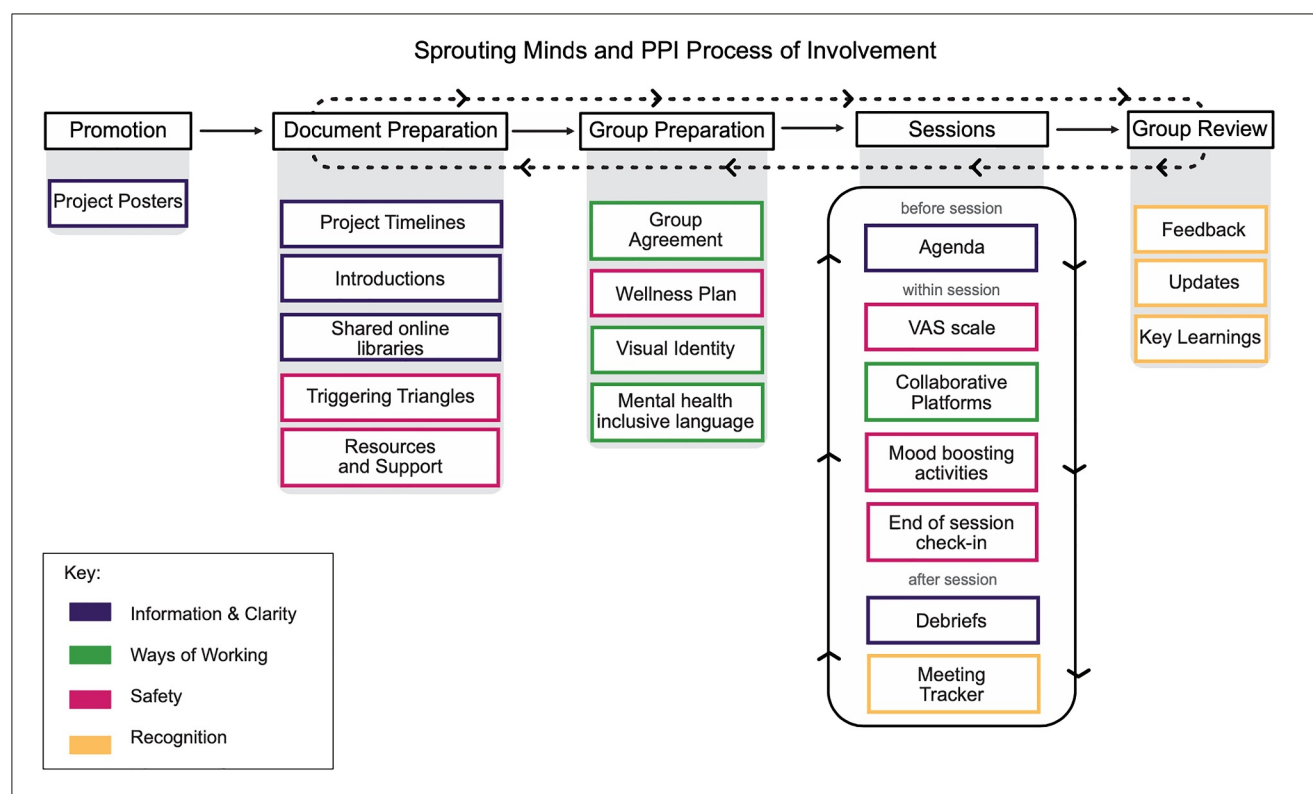 Sprouting Minds and PPI Process of Involvement
Promotion
Document Preparation
Group Preparation
Sessions
Group Review
Project Posters
Project Timelines
Introductions
Shared online
libraries
Triggering Triangles
Resources
and Support
Group
Agreement
Wellness Plan
Visual Identity
Mental health
inclusive language
before session
Agenda
within session
VAS scale
Collaborative
Platforms
Mood boosting
activities
End of session
check-in
after session
Debriefs
Meeting
Tracker
Feedback
Updates
Key Learnings
Key:
Information & Clarity
Ways of Working
Safety
Recognition